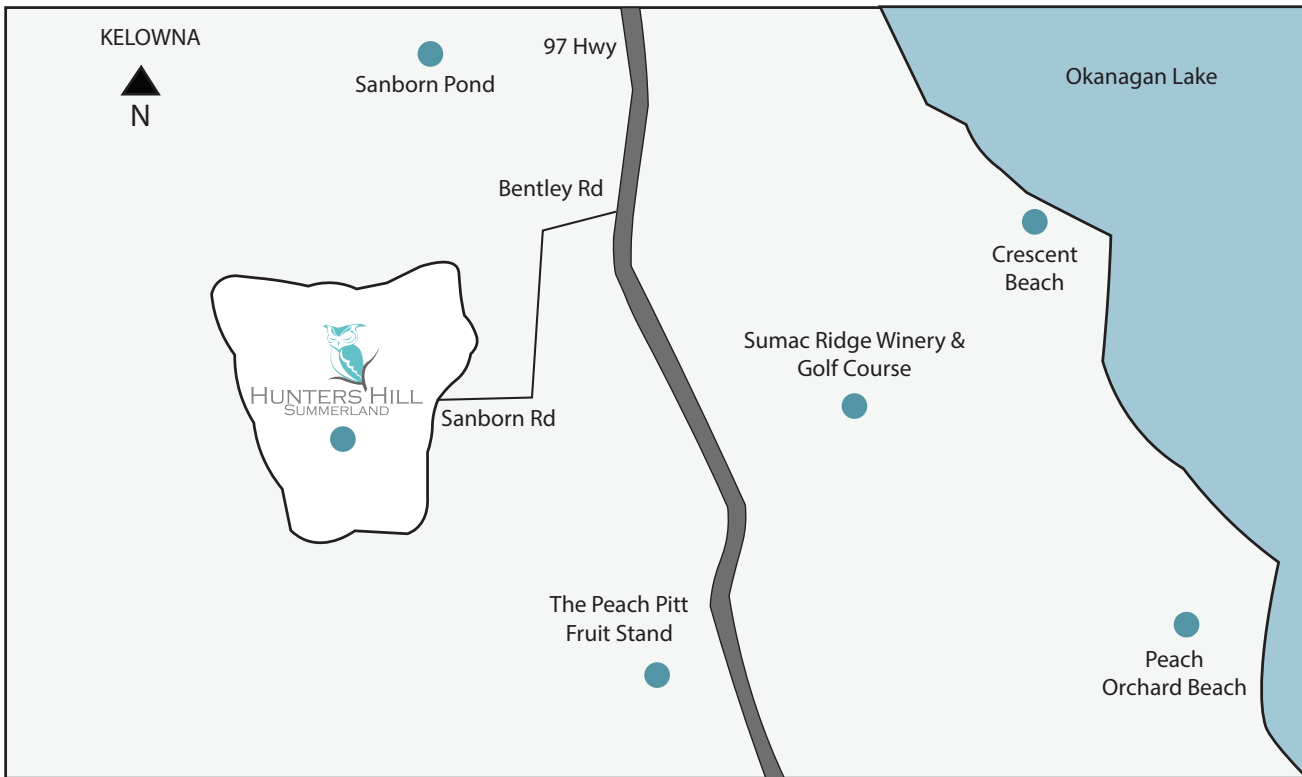 KELOWNA
N
Sanborn Pond
97 Hwy
Okanagan Lake
Bentley Rd
Crescent
Beach
Sumac Ridge Winery &
Golf Course
HUNTERS HILL
SUMMERLAND
Sanborn Rd
The Peach Pitt
Fruit Stand
Peach
Orchard Beach